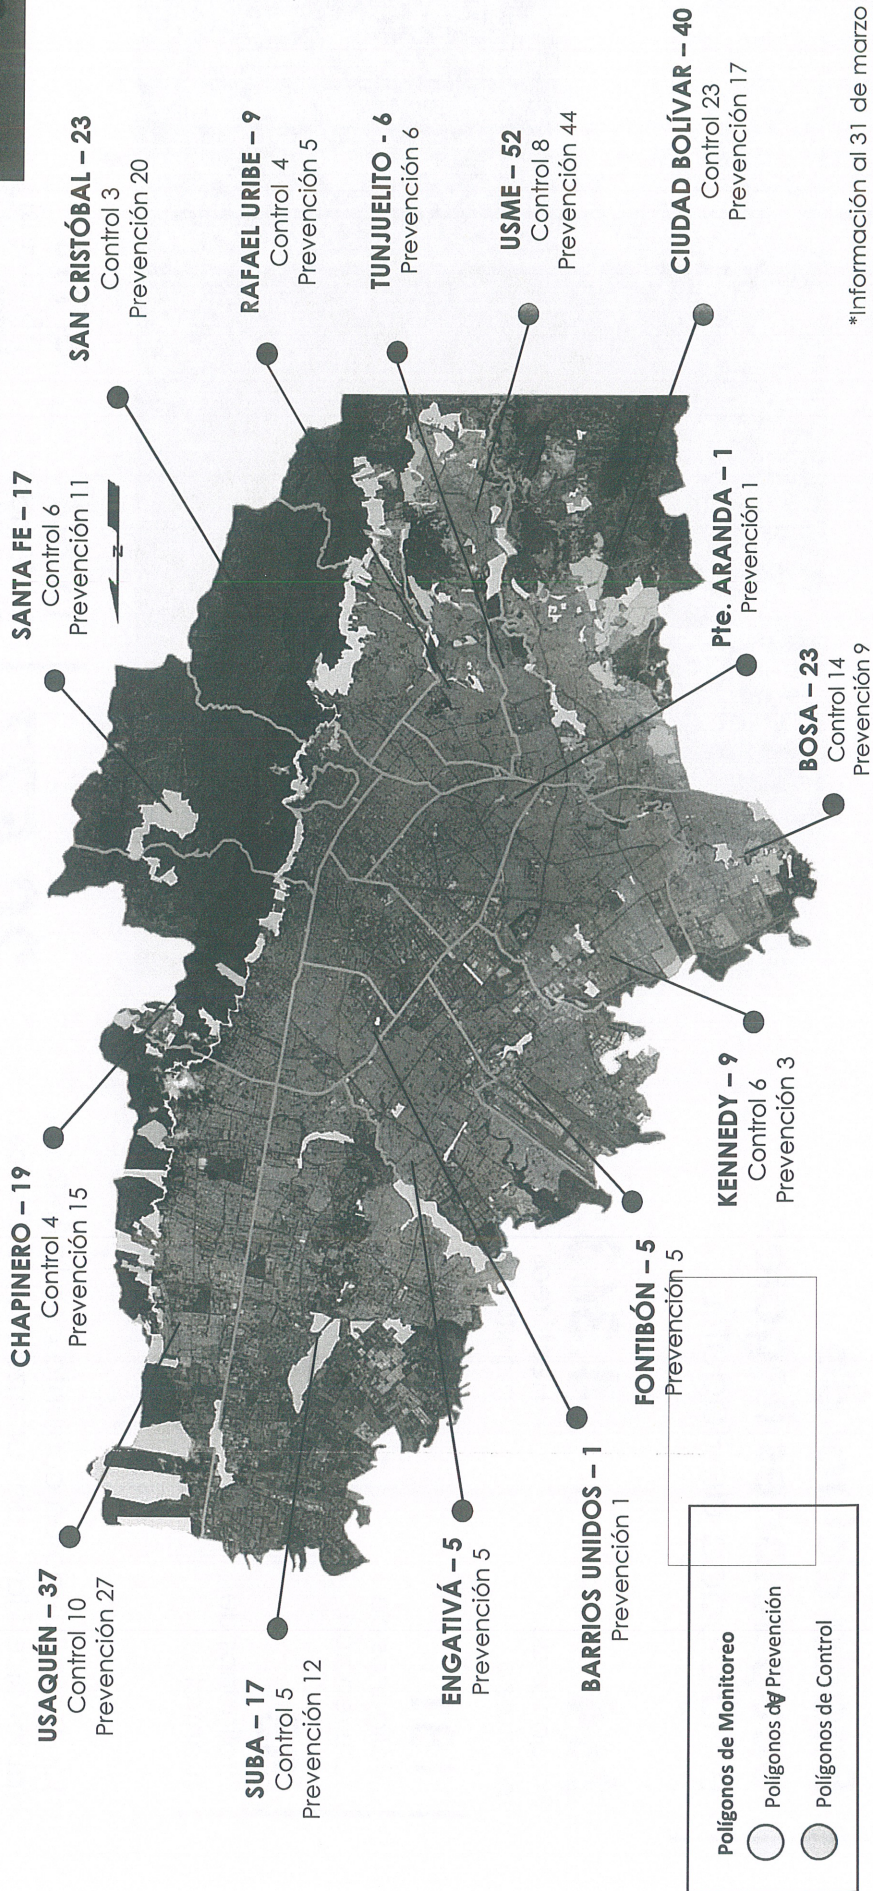 USAQUÉN – 37
Control 10
Prevención 27
CHAPINERO – 19
Control 4
Prevención 15
SANTA FE – 17
Control 6
Prevención 11
N
SAN CRISTÓBAL – 23
Control 3
Prevención 20
RAFAEL URIBE – 9
Control 4
Prevención 5
TUNJUELITO - 6
Prevención 6
USME – 52
Control 8
Prevención 44
CIUDAD BOLÍVAR – 40
Control 23
Prevención 17
SUBA – 17
Control 5
Prevención 12
ENGATIVÁ – 5
Prevención 5
BARRIOS UNIDOS – 1
Prevención 1
FONTIBÓN – 5
Prevención 5
KENNEDY – 9
Control 6
Prevención 3
BOSA – 23
Control 14
Prevención 9
Pte. ARANDA – 1
Prevención 1
Polígonos de Monitoreo
Polígonos de Prevención
Polígonos de Control
*Información al 31 de marzo